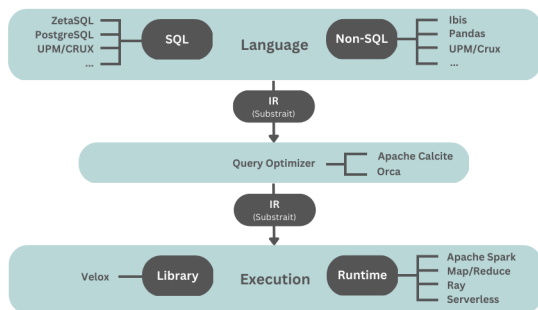 ZetaSQL
PostgreSQL
UPM/CRUX
...
SQL
Language
Non-SQL
Ibis
Pandas
UPM/Crux
...
IR
(Substrait)
Query Optimizer
Apache Calcite
Orca
IR
(Substrait)
Velox
Library
Execution
Runtime
Apache Spark
Map/Reduce
Ray
Serverless